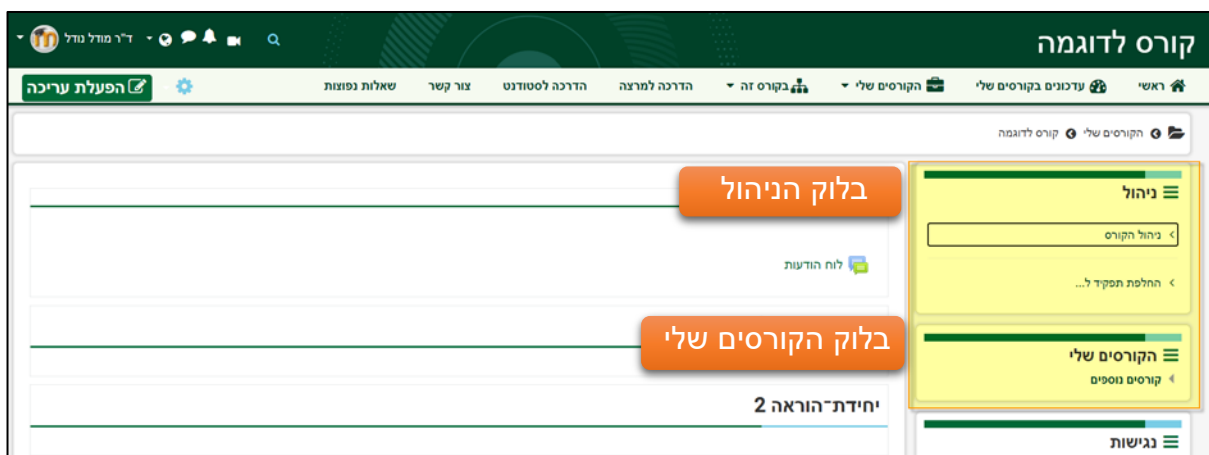 קורס לדוגמה
ד"ר מודל נודל
ראשי
עדכונים בקורסים שלי
הקורסים שלי
בקורס זה
הדרכה למרצה
הדרכה לסטודנט
צור קשר
שאלות נפוצות
הפעלת עריכה
הקורסים שלי
קורס לדוגמה
ניהול
ניהול הקורס
החלפת תפקיד ל...
הקורסים שלי
קורסים נוספים
נגישות
בלוק הניהול
לוח הודעות
בלוק הקורסים שלי
יחידת־הוראה 2